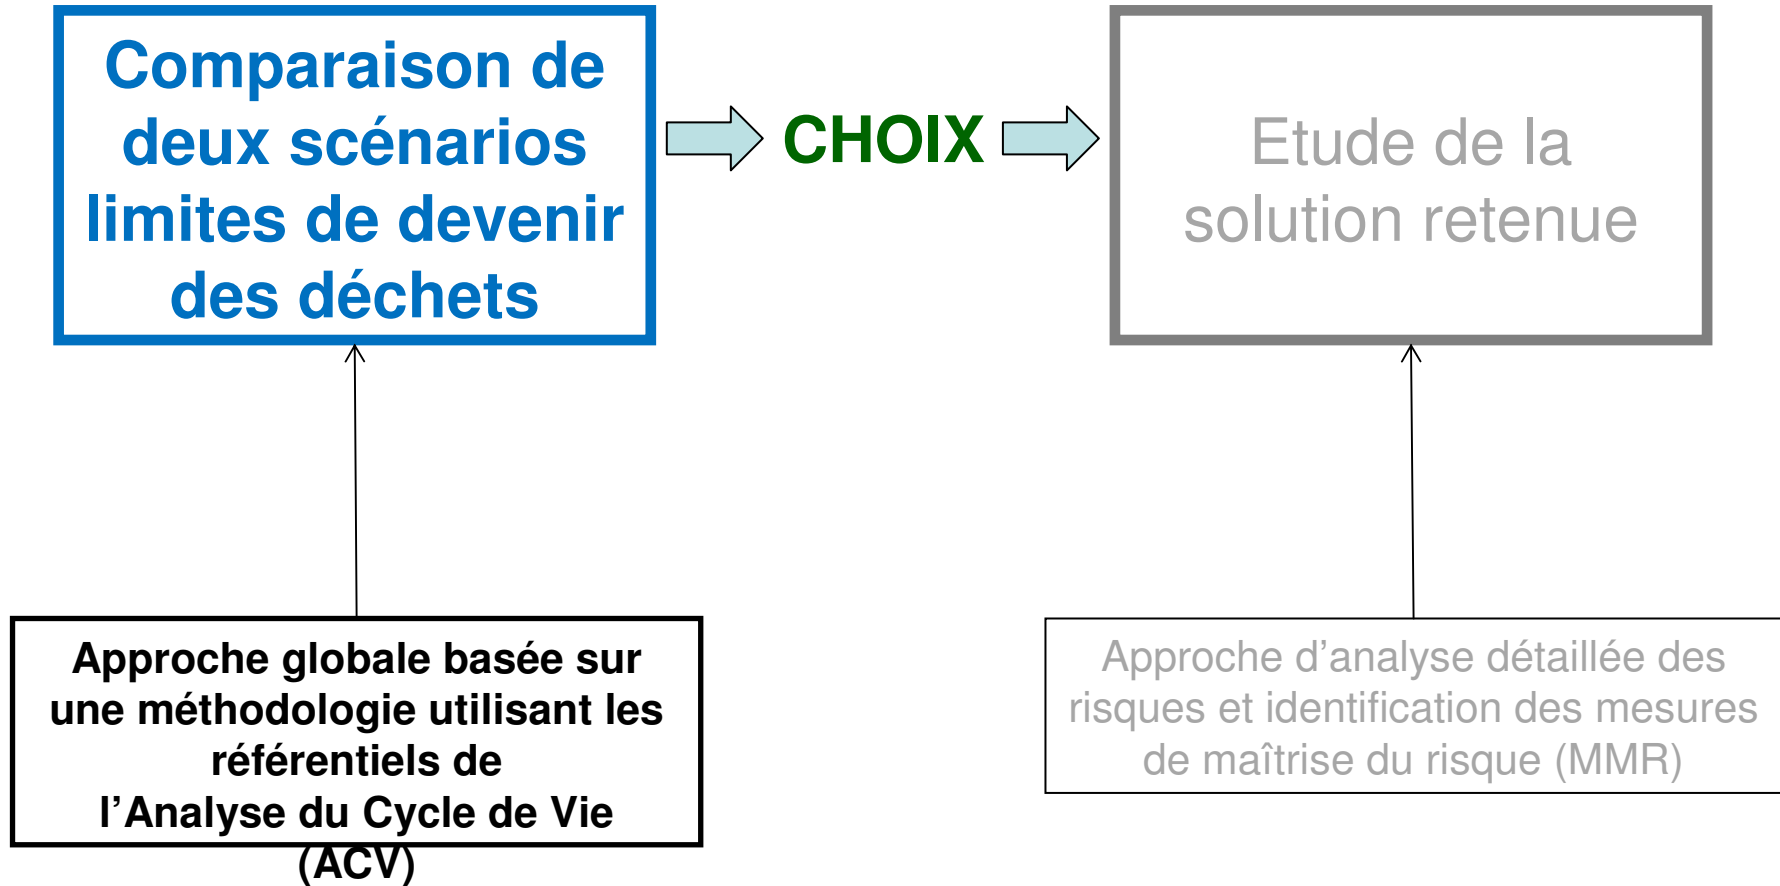 Comparaison de
deux scénarios
limites de devenir
des déchets
CHOIX
Etude de la
solution retenue
Approche globale basée sur
une méthodologie utilisant les
référentiels de
l’Analyse du Cycle de Vie
(ACV)
Approche d’analyse détaillée des
risques et identification des mesures
de maîtrise du risque (MMR)